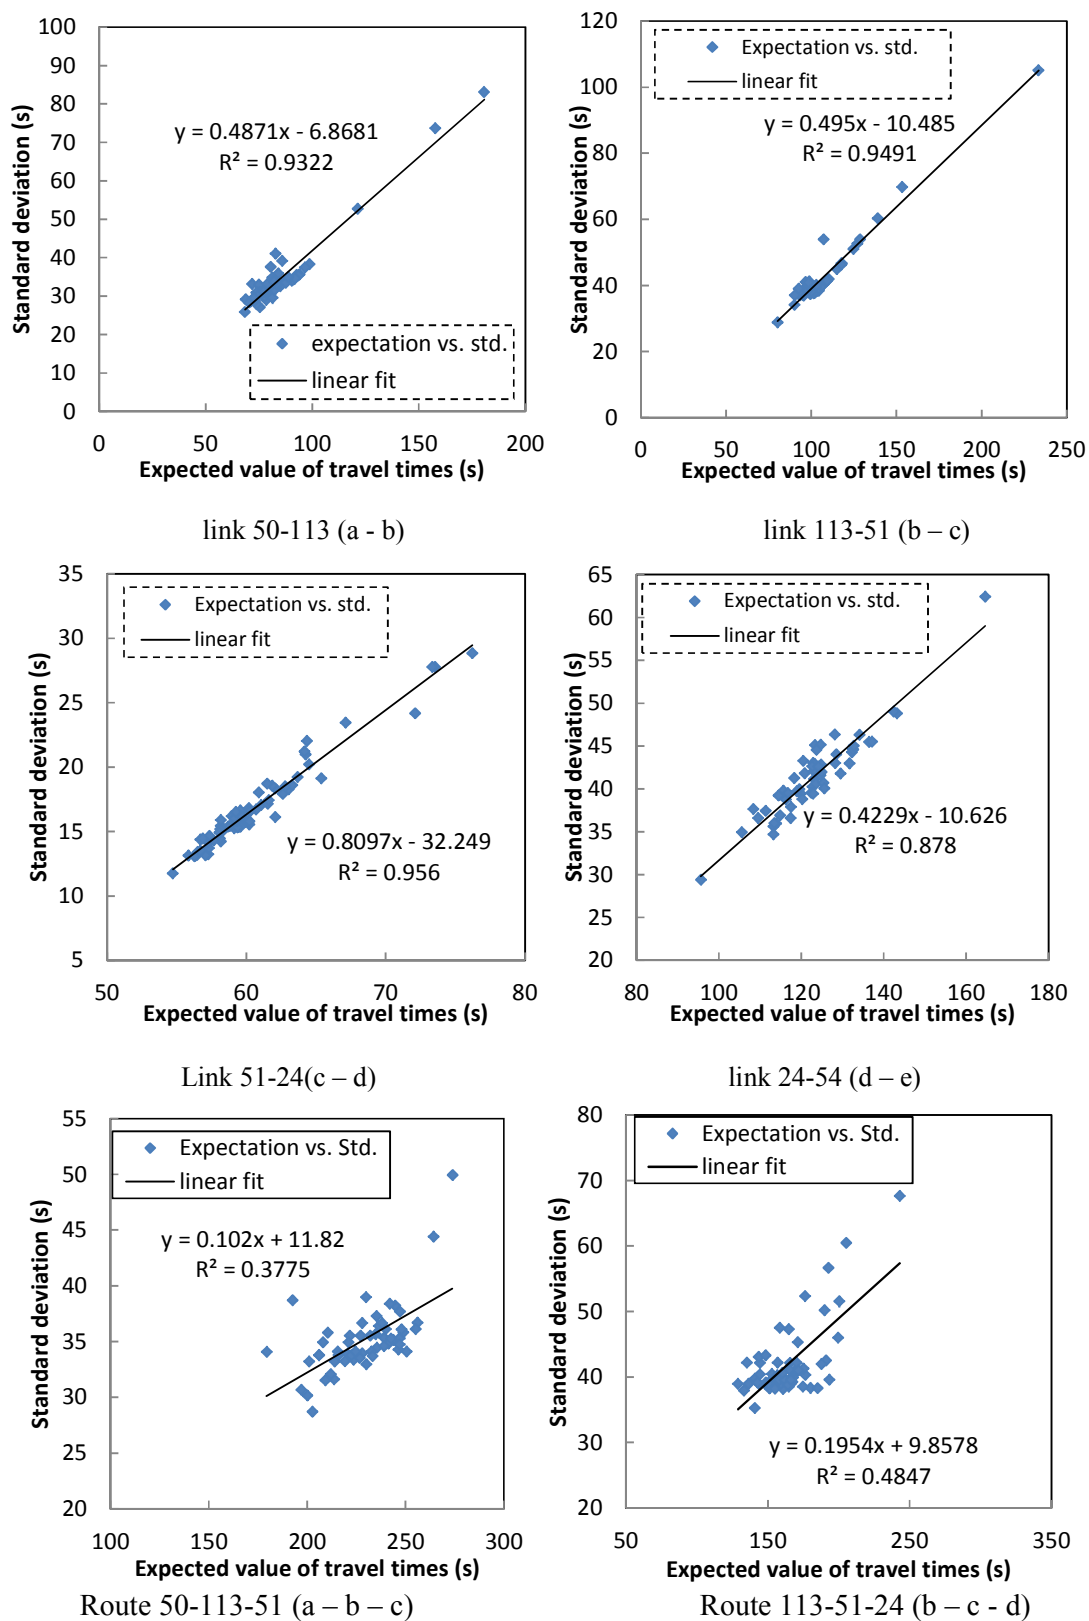 100
90
80
70
60
50
40
30
20
10
0
Standard deviation (s)
y = 0.4871x - 6.8681
R² = 0.9322
expectation vs. std.
linear fit
0 50 100 150 200
Expected value of travel times (s)
link 50-113 (a - b)
120
100
80
60
40
20
0
Standard deviation (s)
Expectation vs. std.
linear fit
y = 0.495x - 10.485
R² = 0.9491
0 50 100 150 200 250
Expected value of travel times (s)
link 113-51 (b – c)
35
30
25
20
15
10
5
Standard deviation (s)
Expectation vs. std.
linear fit
y = 0.8097x - 32.249
R² = 0.956
50 60 70 80
Expected value of travel times (s)
Link 51-24(c – d)
65
60
55
50
45
40
35
30
25
20
Standard deviation (s)
Expectation vs. std.
linear fit
y = 0.4229x - 10.626
R² = 0.878
80 100 120 140 160 180
Expected value of travel times (s)
link 24-54 (d – e)
55
50
45
40
35
30
25
20
Standard deviation (s)
Expectation vs. Std.
linear fit
y = 0.102x + 11.82
R² = 0.3775
100 150 200 250 300
Expected value of travel times (s)
Route 50-113-51 (a – b – c)
80
70
60
50
40
30
20
Standard deviation (s)
Expectation vs. Std.
linear fit
y = 0.1954x + 9.8578
R² = 0.4847
50 150 250 350
Expected value of travel times (s)
Route 113-51-24 (b – c - d)